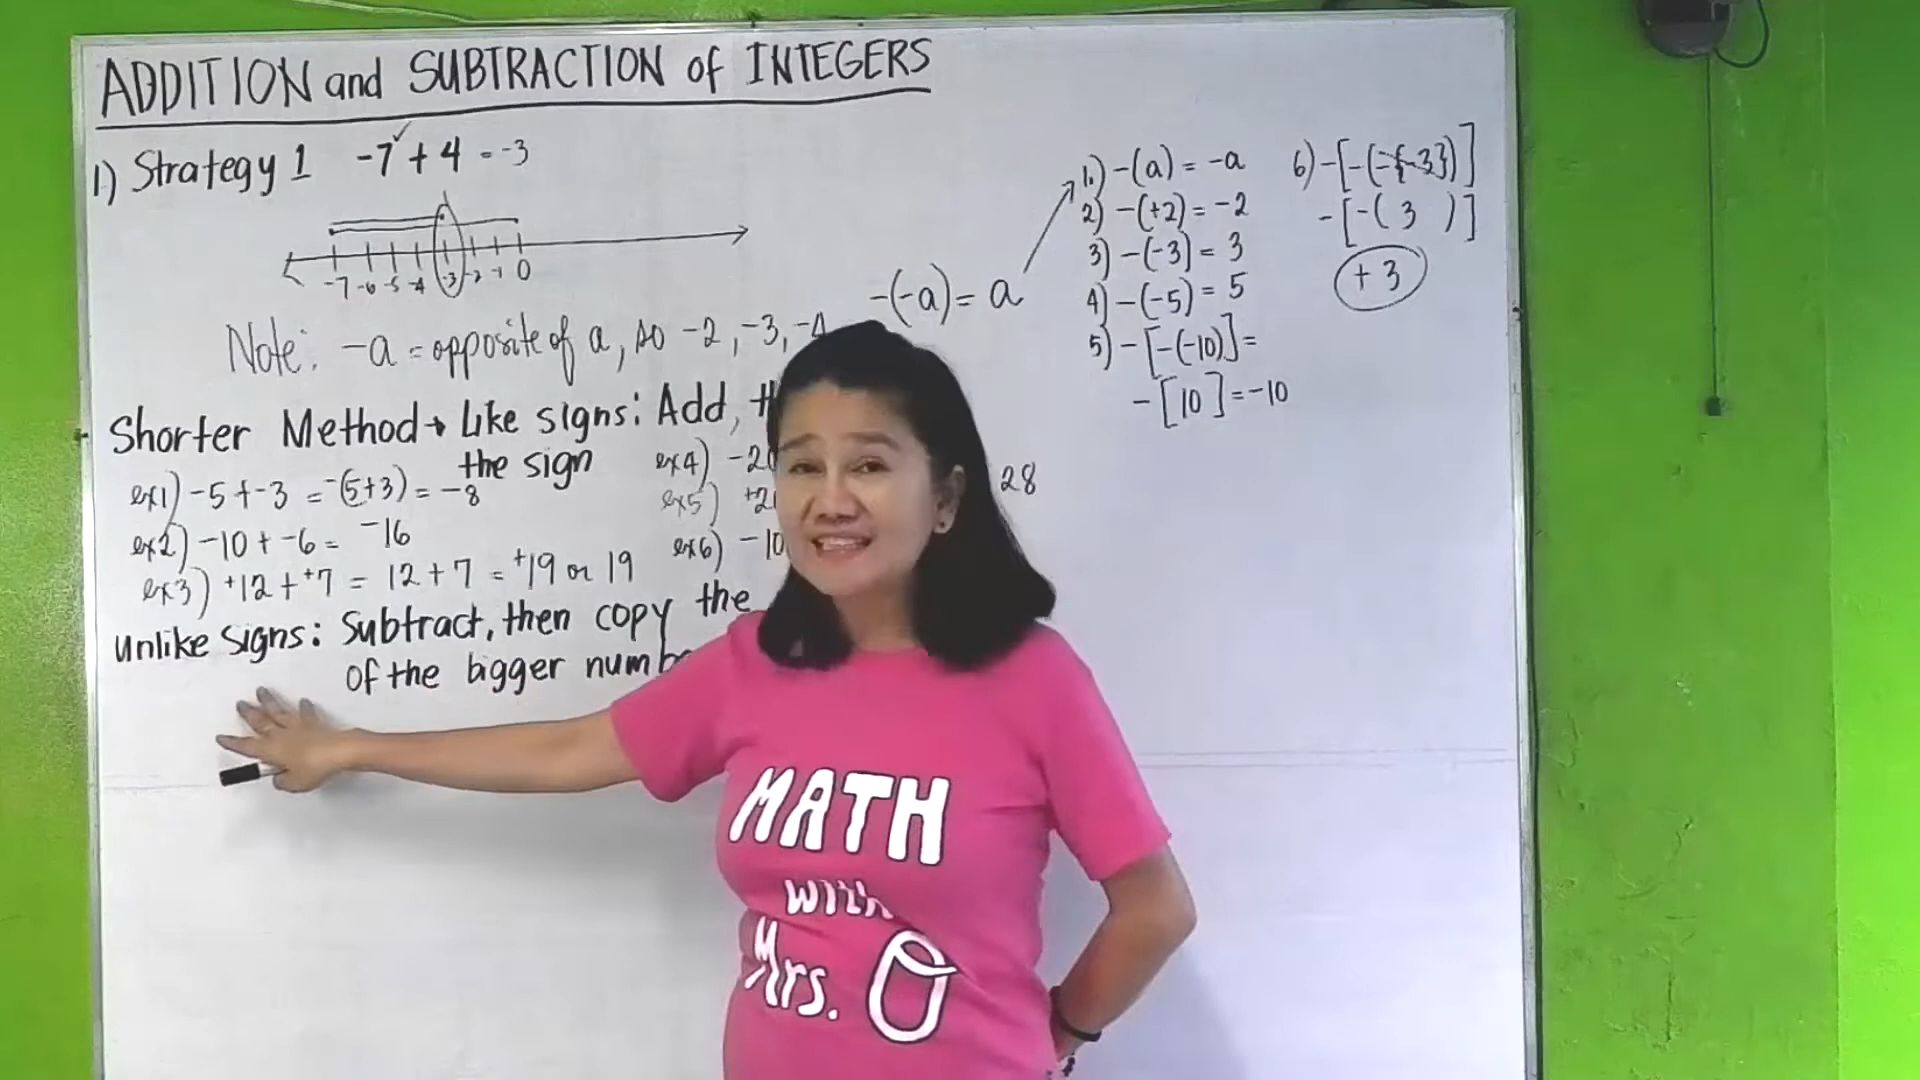 ADDITION and SUBTRACTION of INTEGERS
1) Strategy 1 -7 + 4 = -3
-7 -6 -5 -4 -3 -2 -1 0
Note: -a = opposite of a, so -2, -3, -4
-(-a) = a
Shorter Method → Like signs: Add,
the sign
ex1) -5 + -3 = -(5+3) = -8
ex2) -10 + -6 = -16
ex3) +12 + +7 = 12 + 7 = +19 or 19
ex4) -20
ex5) +2
ex6) -10
28
unlike signs: Subtract, then copy the
of the bigger
1.) -(a) = -a
2) -(+2) = -2
3) -(-3) = 3
4) -(-5) = 5
5) -[-(-10)] =
-[10] = -10
6) -[-(-{-3})]
-[-( 3 )]
+3
MATH
with
Mrs. O